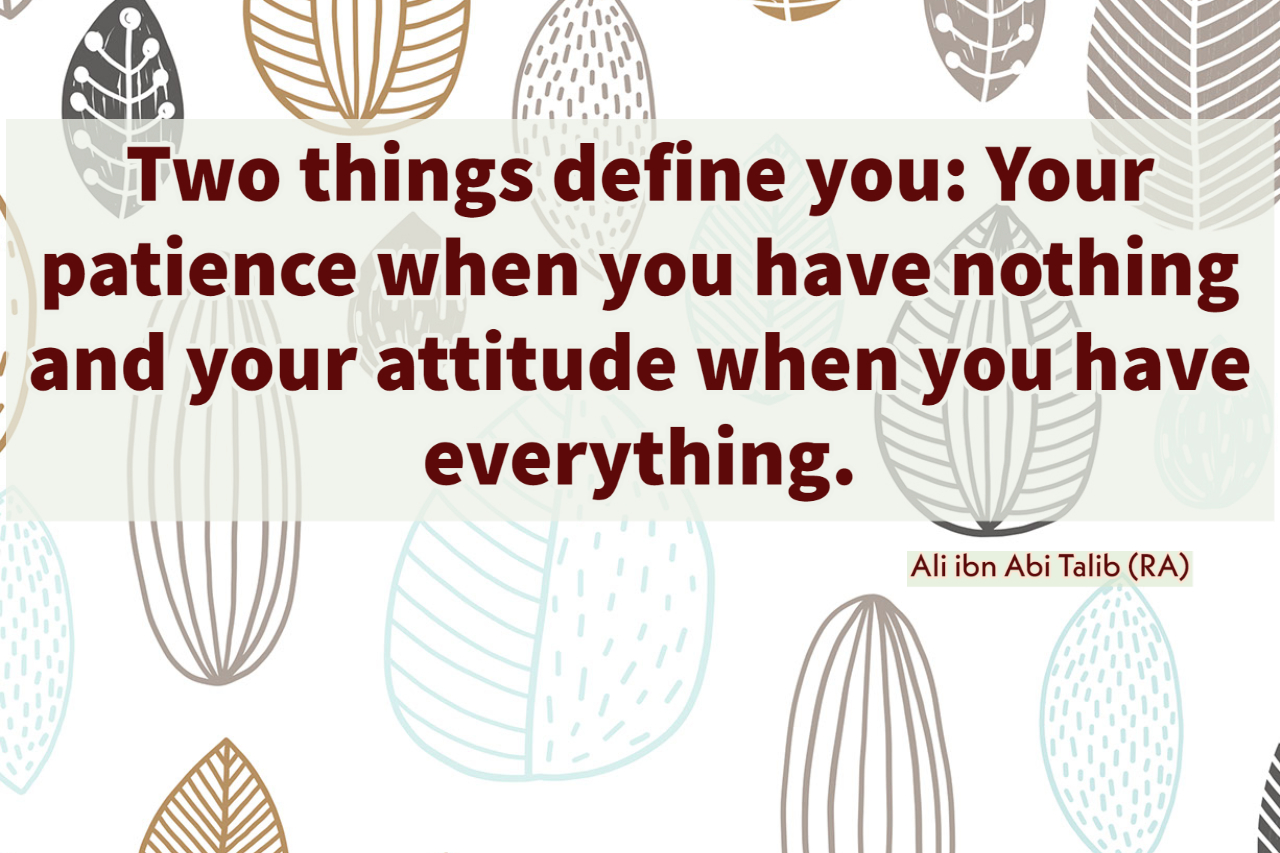 Two things define you: Your
patience when you have nothing
and your attitude when you have
everything.
Ali ibn Abi Talib (RA)